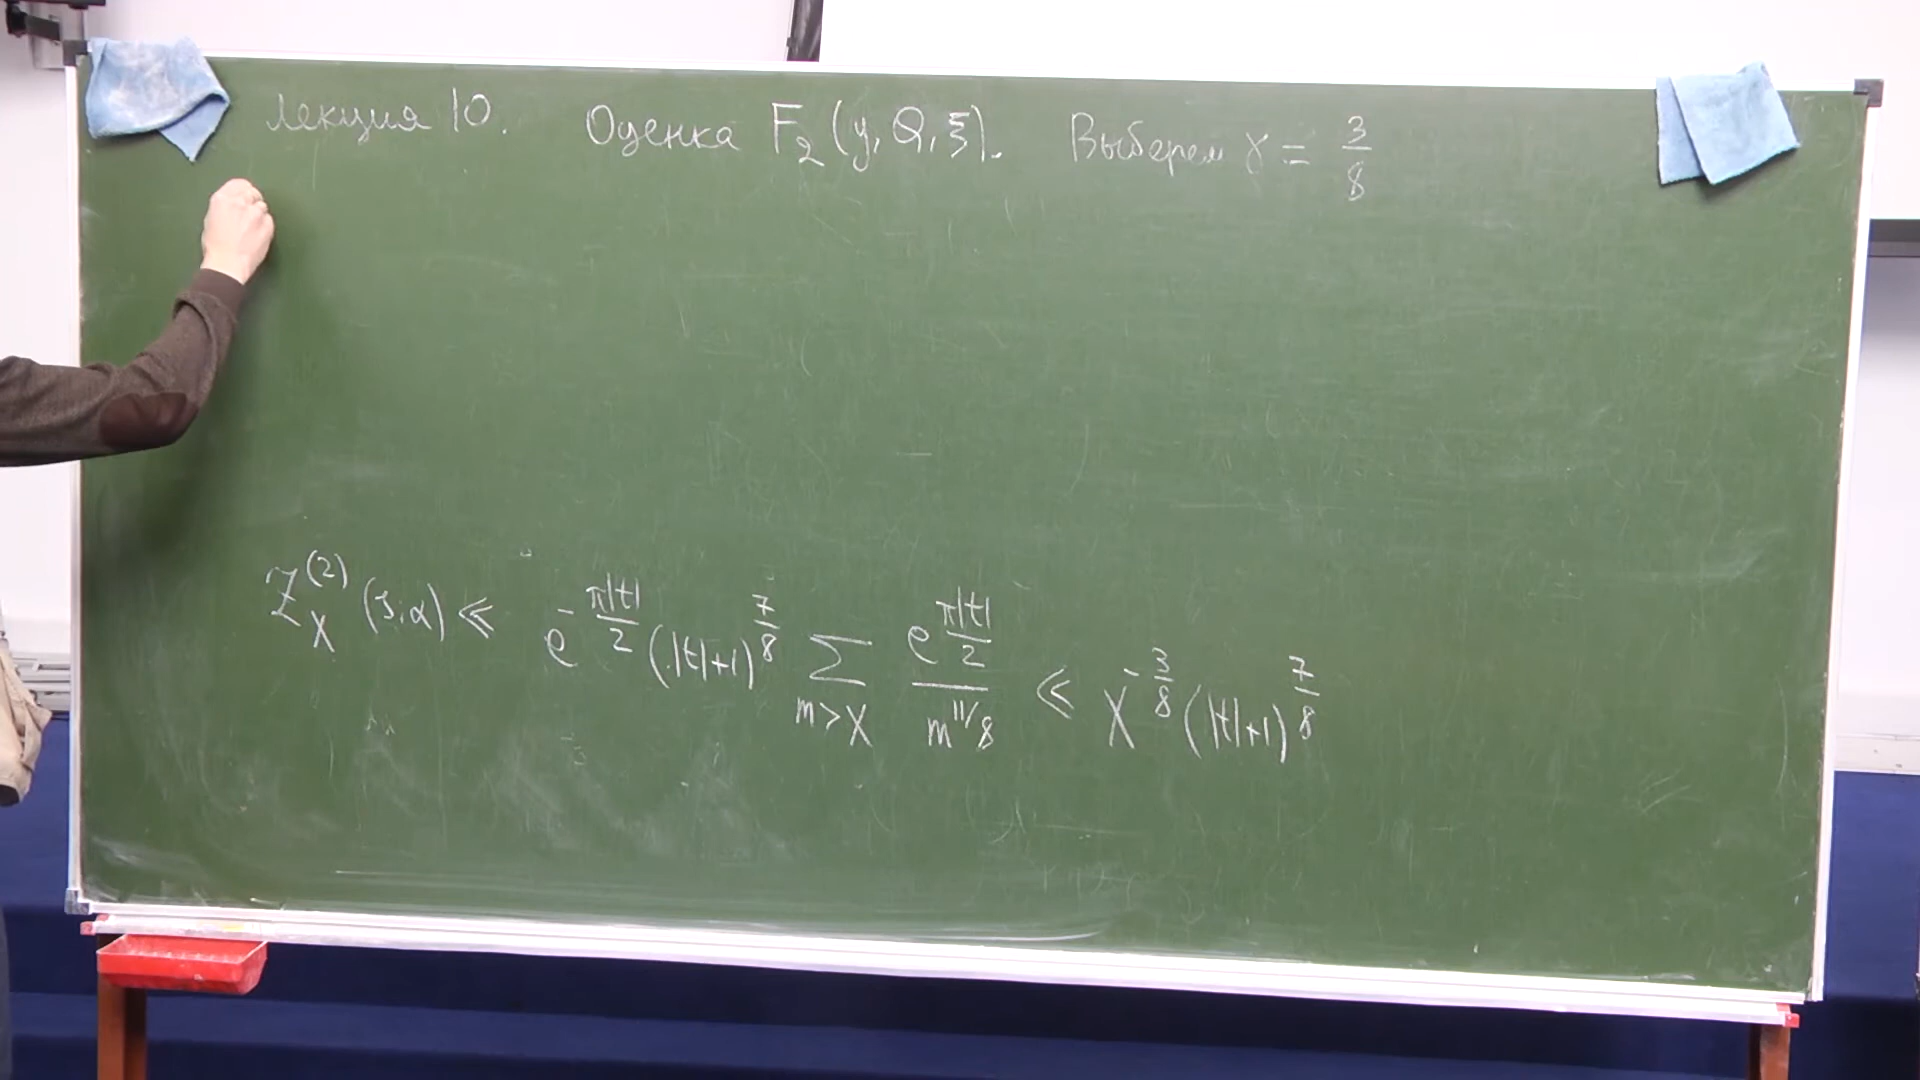 Лекция 10. Оценка F₂(y, Q, ξ). Выберем γ = 3/8
Z_X^{(2)}(s, α) ≪ e^{-π|t|/2} (|t|+1)^{7/8} ∑_{m>X} e^{π|t|/2} / m^{11/8} ≪ X^{-3/8} (|t|+1)^{7/8}